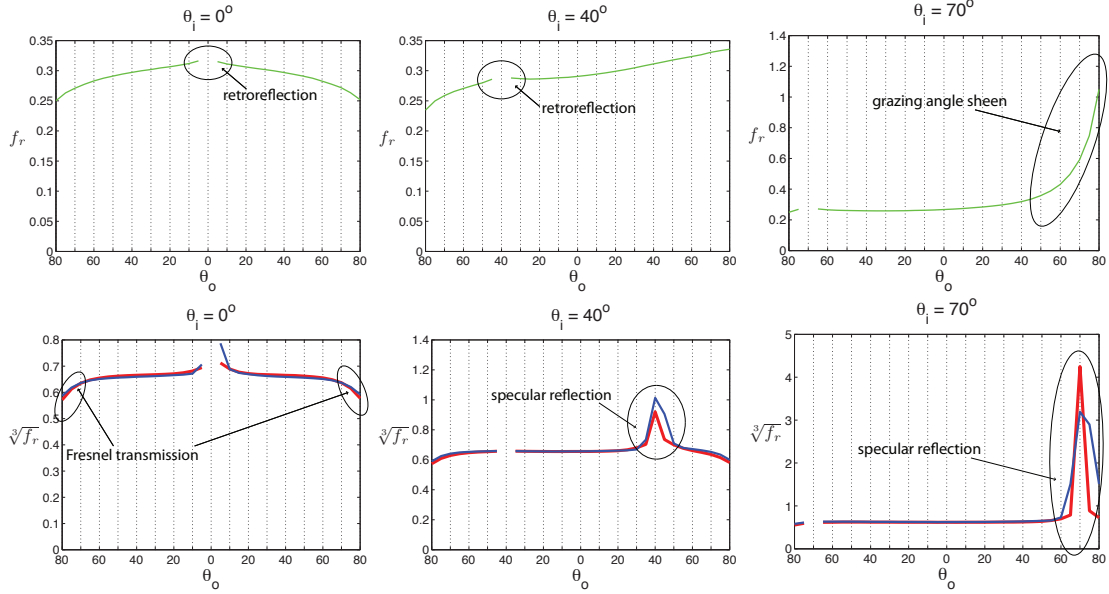 θi = 0º
0.35
0.3
0.25
0.2
0.15
0.1
0.05
0
fr
retroreflection
80 60 40 20 0 20 40 60 80
θo
θi = 40º
0.35
0.3
0.25
0.2
0.15
0.1
0.05
0
fr
retroreflection
80 60 40 20 0 20 40 60 80
θo
θi = 70º
1.4
1.2
1
0.8
0.6
0.4
0.2
0
fr
grazing angle sheen
80 60 40 20 0 20 40 60 80
θo
θi = 0º
0.8
0.7
0.6
0.5
0.4
0.3
0.2
0.1
0
∛fr
Fresnel transmission
80 60 40 20 0 20 40 60 80
θo
θi = 40º
1.4
1.2
1
0.8
0.6
0.4
0.2
0
∛fr
specular reflection
80 60 40 20 0 20 40 60 80
θo
θi = 70º
5
4
3
2
1
0
∛fr
specular reflection
80 60 40 20 0 20 40 60 80
θo